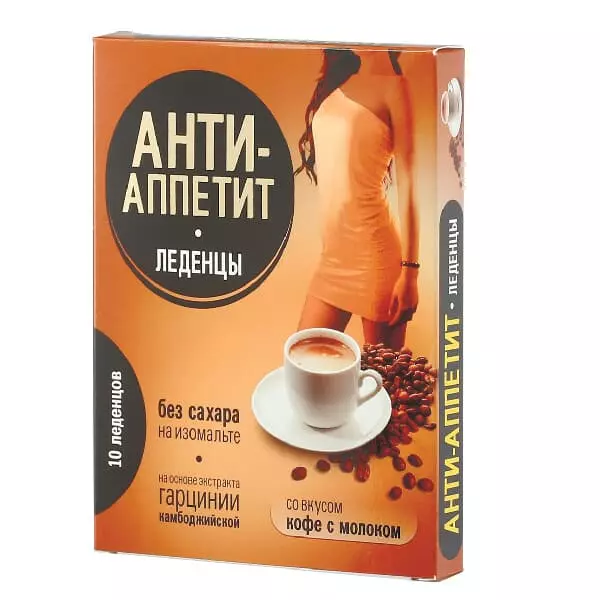 АНТИ-
АППЕТИТ
• ЛЕДЕНЦЫ
10 леденцов
без сахара
на изомальте
•
на основе экстракта
гарцинии
камбоджийской
со вкусом
кофе с молоком
АНТИ-АППЕТИТ • ЛЕДЕНЦЫ